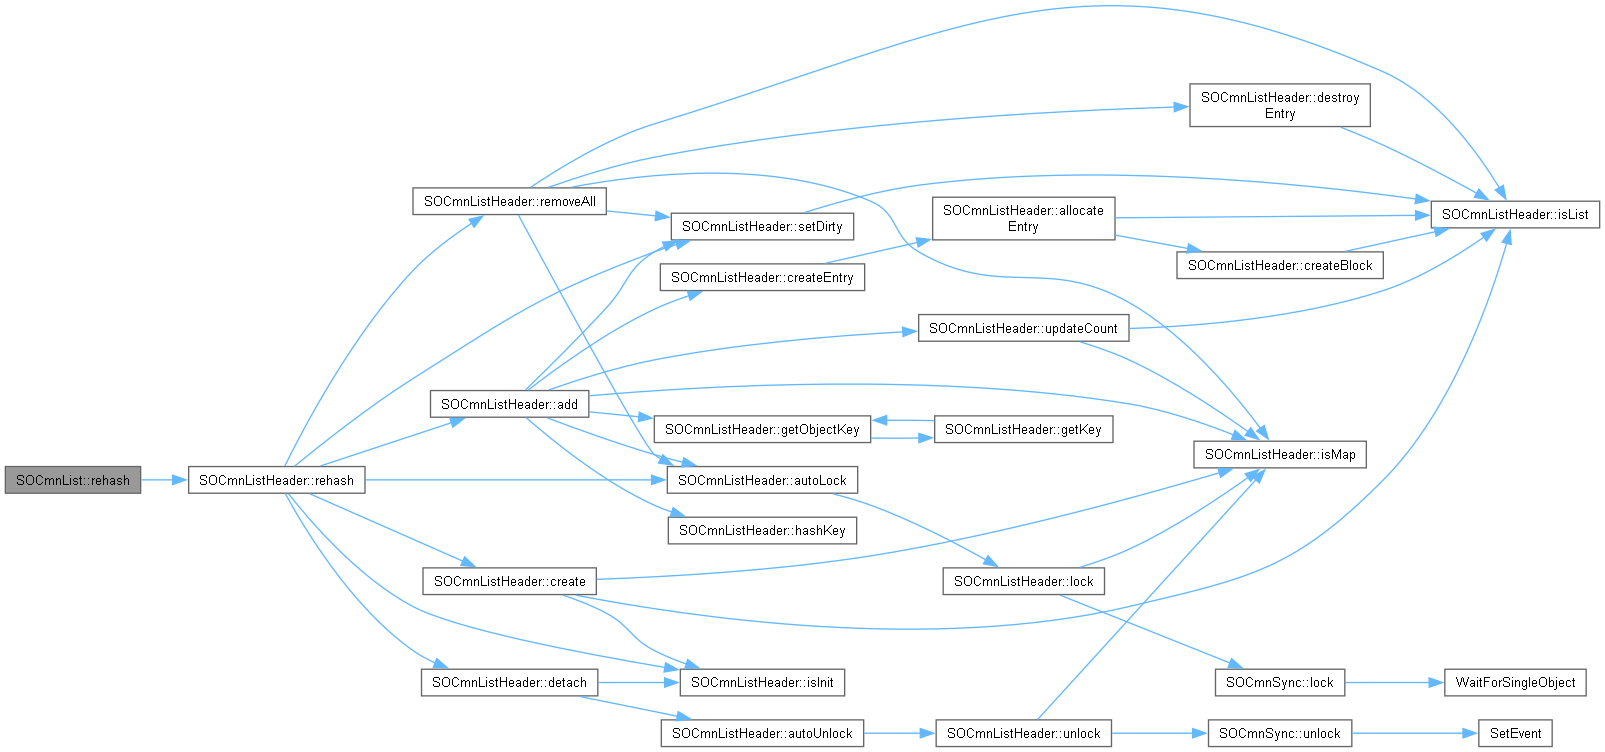 SOCmnList::rehash
SOCmnListHeader::rehash
SOCmnListHeader::removeAll
SOCmnListHeader::add
SOCmnListHeader::create
SOCmnListHeader::detach
SOCmnListHeader::setDirty
SOCmnListHeader::createEntry
SOCmnListHeader::getObjectKey
SOCmnListHeader::autoLock
SOCmnListHeader::hashKey
SOCmnListHeader::isInit
SOCmnListHeader::autoUnlock
SOCmnListHeader::allocate
Entry
SOCmnListHeader::updateCount
SOCmnListHeader::getKey
SOCmnListHeader::lock
SOCmnListHeader::unlock
SOCmnListHeader::destroy
Entry
SOCmnListHeader::createBlock
SOCmnListHeader::isMap
SOCmnSync::lock
SOCmnSync::unlock
SOCmnListHeader::isList
WaitForSingleObject
SetEvent